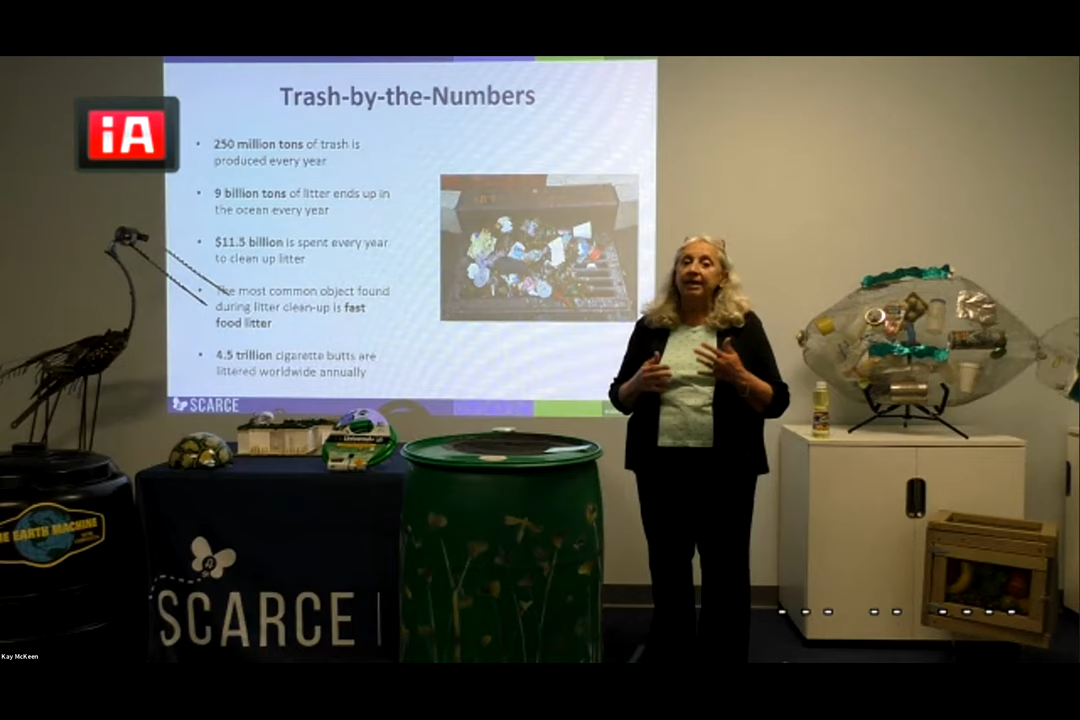 Trash-by-the-Numbers
iA
• 250 million tons of trash is
produced every year
• 9 billion tons of litter ends up in
the ocean every year
• $11.5 billion is spent every year
to clean up litter
• The most common object found
during litter clean-up is fast
food litter
• 4.5 trillion cigarette butts are
littered worldwide annually
SCARCE
Universal
EARTH MACHINE
SCARCE
Kay McKeen